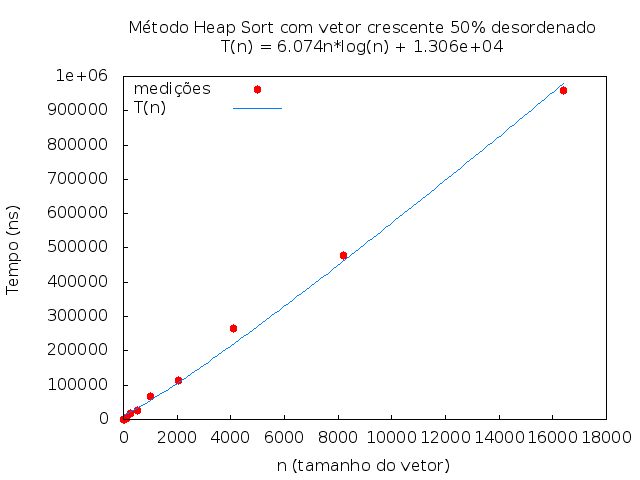 Método Heap Sort com vetor crescente 50% desordenado
T(n) = 6.074n*log(n) + 1.306e+04
1e+06
900000
800000
700000
600000
500000
400000
300000
200000
100000
0
medições
T(n)
Tempo (ns)
0 2000 4000 6000 8000 10000 12000 14000 16000 18000
n (tamanho do vetor)